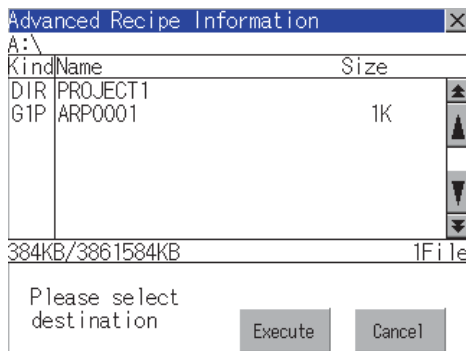 Advanced Recipe Information
A:\
Kind Name Size
DIR PROJECT1
G1P ARP0001 1K
384KB/3861584KB 1File
Please select
destination
Execute Cancel